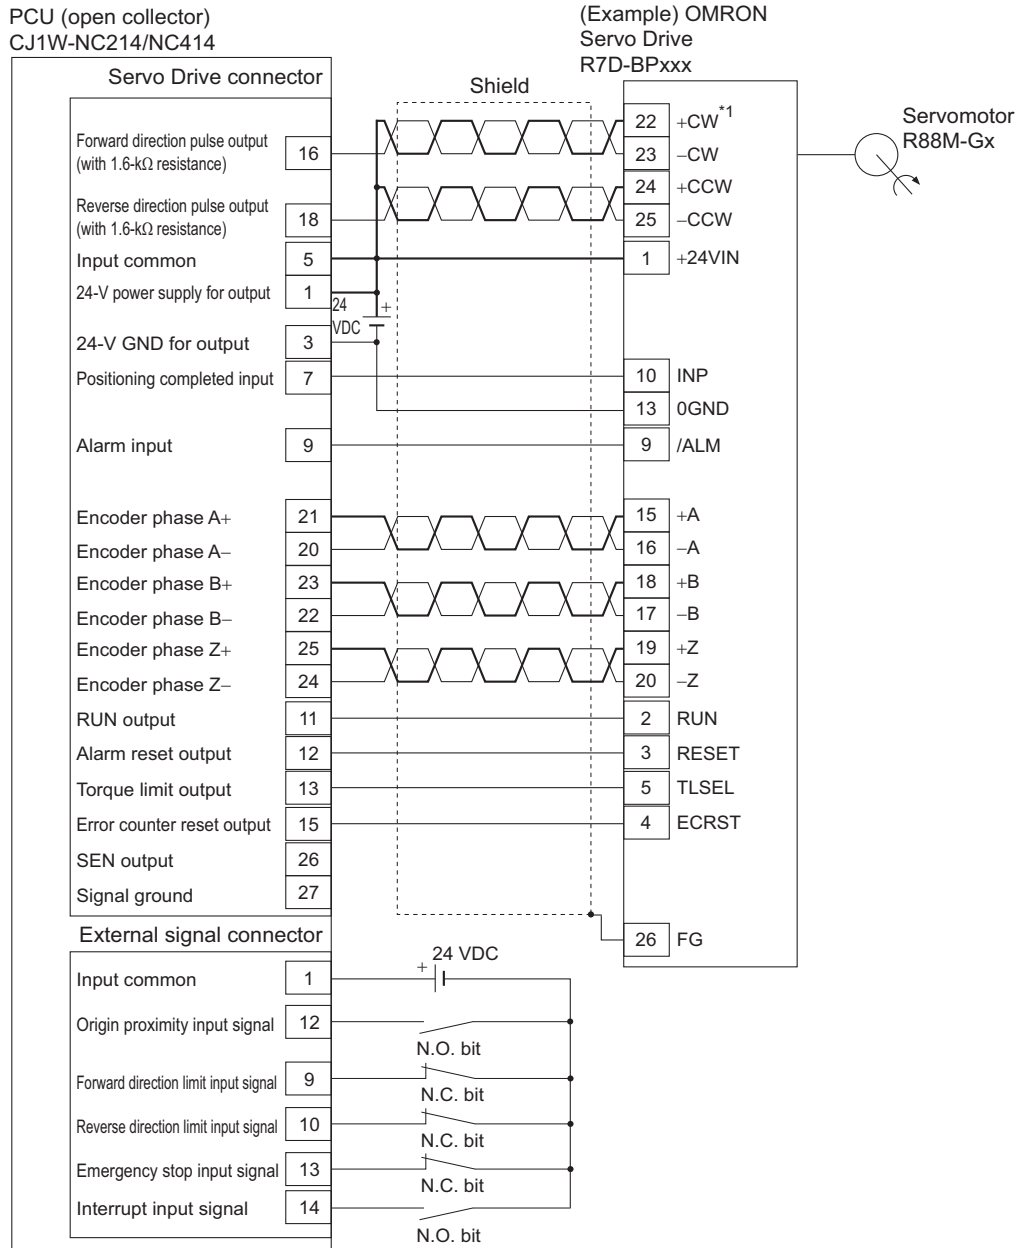 PCU (open collector)
CJ1W-NC214/NC414
(Example) OMRON
Servo Drive
R7D-BPxxx
Servo Drive connector
Shield
Servomotor
R88M-Gx
Forward direction pulse output
(with 1.6-kΩ resistance)
16
22 +CW*1
23 −CW
Reverse direction pulse output
(with 1.6-kΩ resistance)
18
24 +CCW
25 −CCW
Input common 5
1 +24VIN
24-V power supply for output 1
24
VDC
+
24-V GND for output 3
Positioning completed input 7
10 INP
13 0GND
Alarm input 9
9 /ALM
Encoder phase A+ 21
15 +A
Encoder phase A− 20
16 −A
Encoder phase B+ 23
18 +B
Encoder phase B− 22
17 −B
Encoder phase Z+ 25
19 +Z
Encoder phase Z− 24
20 −Z
RUN output 11
2 RUN
Alarm reset output 12
3 RESET
Torque limit output 13
5 TLSEL
Error counter reset output 15
4 ECRST
SEN output 26
Signal ground 27
26 FG
External signal connector
Input common 1
+ 24 VDC
Origin proximity input signal 12
N.O. bit
Forward direction limit input signal 9
N.C. bit
Reverse direction limit input signal 10
N.C. bit
Emergency stop input signal 13
N.C. bit
Interrupt input signal 14
N.O. bit